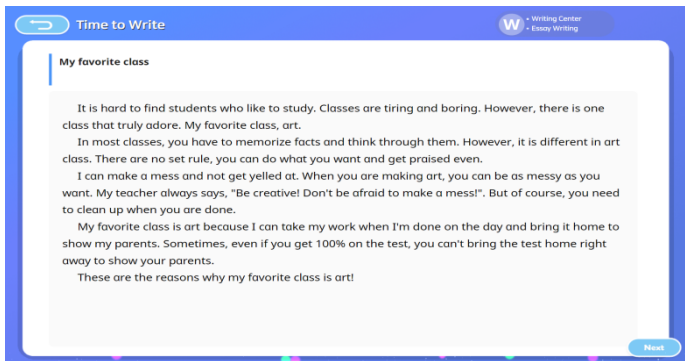 Time to Write
W
• Writing Center
• Essay Writing
My favorite class
It is hard to find students who like to study. Classes are tiring and boring. However, there is one
class that truly adore. My favorite class, art.
In most classes, you have to memorize facts and think through them. However, it is different in art
class. There are no set rule, you can do what you want and get praised even.
I can make a mess and not get yelled at. When you are making art, you can be as messy as you
want. My teacher always says, "Be creative! Don't be afraid to make a mess!". But of course, you need
to clean up when you are done.
My favorite class is art because I can take my work when I'm done on the day and bring it home to
show my parents. Sometimes, even if you get 100% on the test, you can't bring the test home right
away to show your parents.
These are the reasons why my favorite class is art!
Next